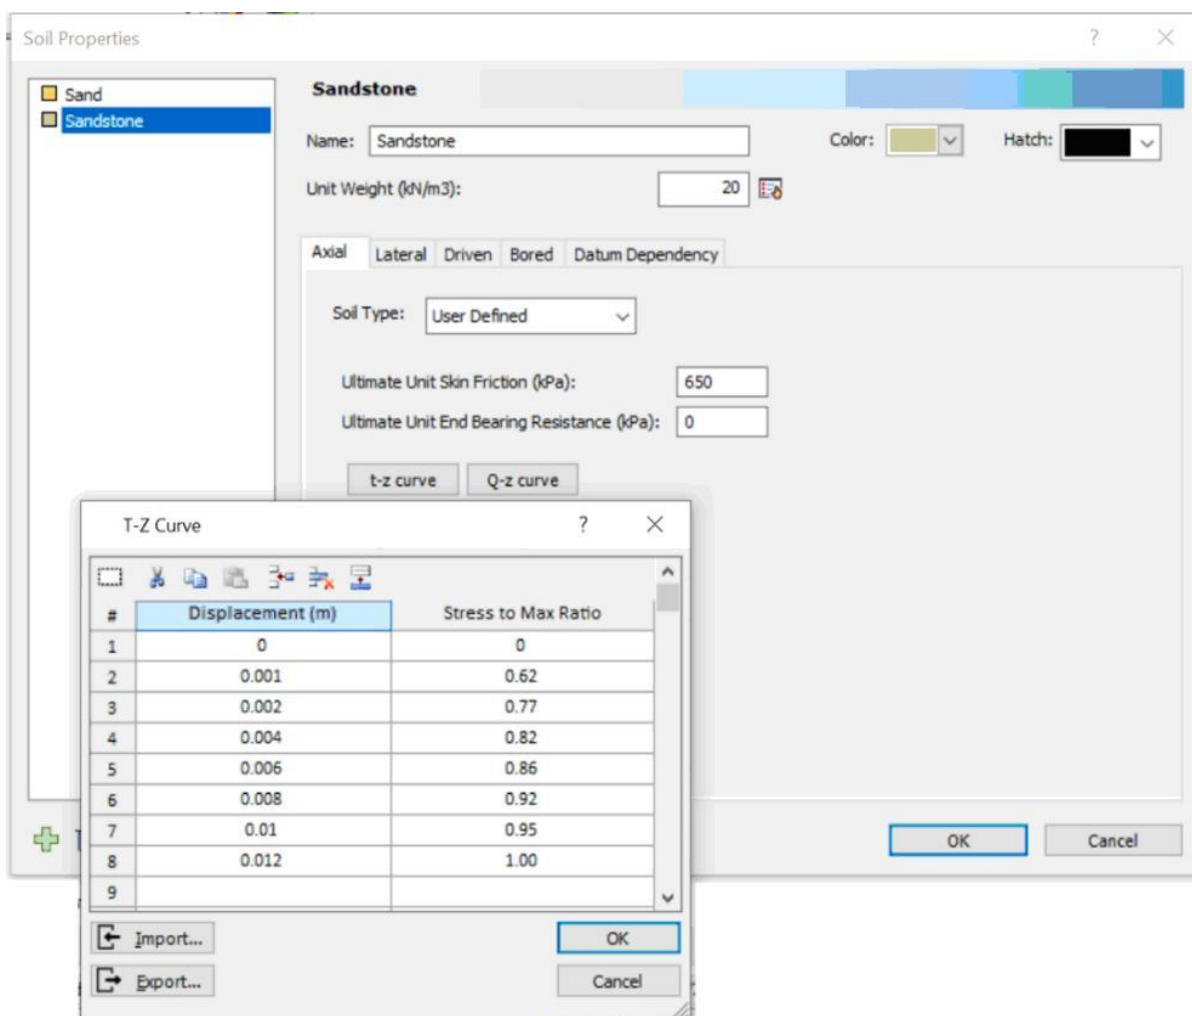 Soil Properties ?
Sand
Sandstone
Sandstone
Name: Sandstone Color: Hatch:
Unit Weight (kN/m3): 20
Axial Lateral Driven Bored Datum Dependency
Soil Type: User Defined
Ultimate Unit Skin Friction (kPa): 650
Ultimate Unit End Bearing Resistance (kPa): 0
t-z curve Q-z curve
T-Z Curve ?
# Displacement (m) Stress to Max Ratio
1 0 0
2 0.001 0.62
3 0.002 0.77
4 0.004 0.82
5 0.006 0.86
6 0.008 0.92
7 0.01 0.95
8 0.012 1.00
9
Import... OK
Export... Cancel
OK Cancel